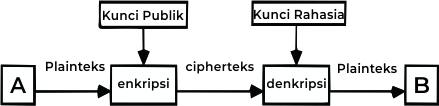 Kunci Publik
Kunci Rahasia
Plainteks
cipherteks
Plainteks
A
enkripsi
denkripsi
B